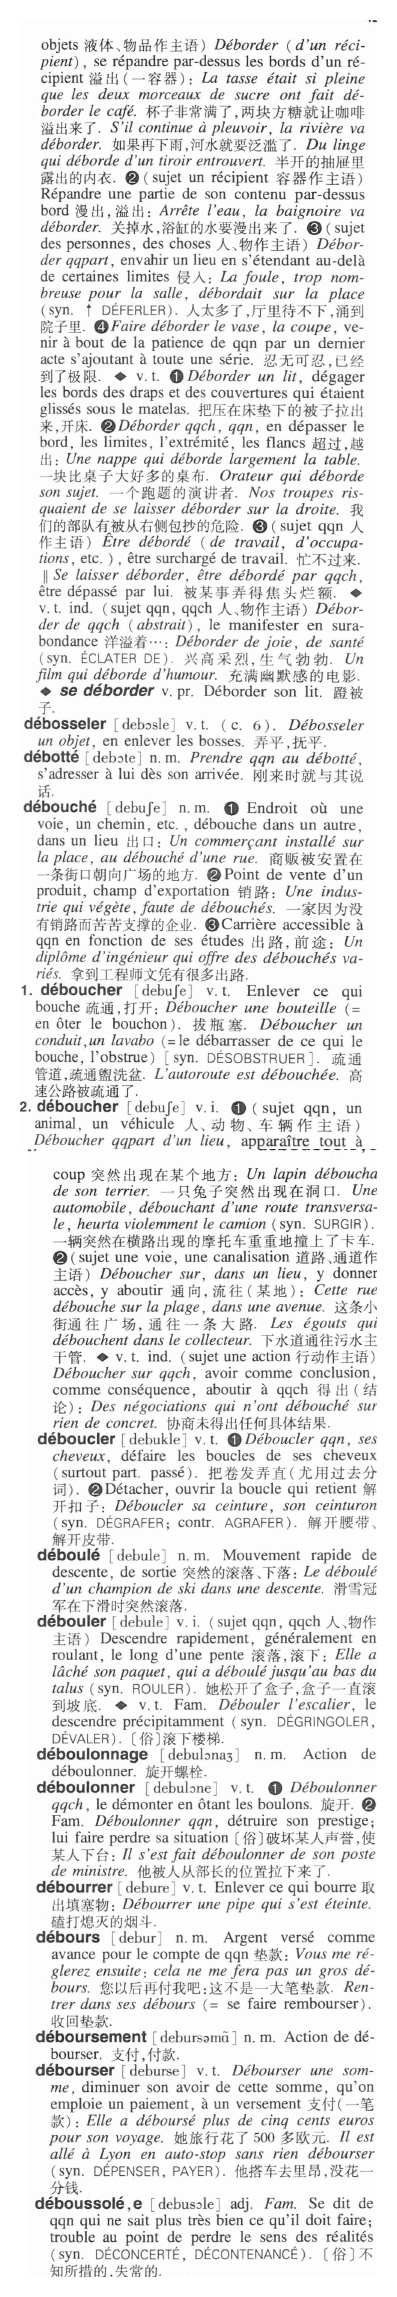 objets 液体、物品作主语) Déborder (d'un réci-
pient), se répandre par-dessus les bords d'un ré-
cipient 溢出(一容器): La tasse était si pleine
que les deux morceaux de sucre ont fait dé-
border le café. 杯子非常满了,两块方糖就让咖啡
溢出来了. S'il continue à pleuvoir, la rivière va
déborder. 如果再下雨,河水就要泛滥了. Du linge
qui déborde d'un tiroir entrouvert. 半开的抽屉里
露出的内衣. ❷(sujet un récipient 容器作主语)
Répandre une partie de son contenu par-dessus
bord 漫出,溢出: Arrête l'eau, la baignoire va
déborder. 关掉水,浴缸的水要漫出来了. ❸(sujet
des personnes, des choses 人、物作主语) Débor-
der qqpart, envahir un lieu en s'étendant au-delà
de certaines limites 侵入: La foule, trop nom-
breuse pour la salle, débordait sur la place
(syn. ↑ DÉFERLER). 人太多了,厅里待不下,涌到
院子里. ❹Faire déborder le vase, la coupe, ve-
nir à bout de la patience de qqn par un dernier
acte s'ajoutant à toute une série. 忍无可忍,已经
到了极限. ◆ v. t. ❶Déborder un lit, dégager
les bords des draps et des couvertures qui étaient
glissés sous le matelas. 把压在床垫下的被子拉出
来,开床. ❷Déborder qqch, qqn, en dépasser le
bord, les limites, l'extrémité, les flancs 超过,越
出: Une nappe qui déborde largement la table.
一块比桌子大好多的桌布. Orateur qui déborde
son sujet. 一个跑题的演讲者. Nos troupes ris-
quaient de se laisser déborder sur la droite. 我
们的部队有被从右侧包抄的危险. ❸(sujet qqn 人
作主语) Être débordé (de travail, d'occupa-
tions, etc.), être surchargé de travail. 忙不过来.
‖ Se laisser déborder, être débordé par qqch,
être dépassé par lui. 被某事弄得焦头烂额. ◆
v. t. ind. (sujet qqn, qqch 人、物作主语) Débor-
der de qqch (abstrait), le manifester en sura-
bondance 洋溢着…: Déborder de joie, de santé
(syn. ÉCLATER DE). 兴高采烈,生气勃勃. Un
film qui déborde d'humour. 充满幽默感的电影.
◆ se déborder v. pr. Déborder son lit. 蹬被
子.
débosseler [debɔsle] v. t. (c. 6). Débosseler
un objet, en enlever les bosses. 弄平,抚平.
débotté [debɔte] n. m. Prendre qqn au débotté,
s'adresser à lui dès son arrivée. 刚来时就与其说
话.
débouché [debuʃe] n. m. ❶ Endroit où une
voie, un chemin, etc., débouche dans un autre,
dans un lieu 出口: Un commerçant installé sur
la place, au débouché d'une rue. 商贩被安置在
一条街口朝向广场的地方. ❷Point de vente d'un
produit, champ d'exportation 销路: Une indus-
trie qui végète, faute de débouchés. 一家因为没
有销路而苦苦支撑的企业. ❸Carrière accessible à
qqn en fonction de ses études 出路,前途: Un
diplôme d'ingénieur qui offre des débouchés va-
riés. 拿到工程师文凭有很多出路.
1. déboucher [debuʃe] v. t. Enlever ce qui
bouche 疏通,打开: Déboucher une bouteille (=
en ôter le bouchon). 拔瓶塞. Déboucher un
conduit,un lavabo (=le débarrasser de ce qui le
bouche, l'obstrue) [syn. DÉSOBSTRUER]. 疏通
管道,疏通盥洗盆. L'autoroute est débouchée. 高
速公路被疏通了.
2. déboucher [debuʃe] v. i. ❶ (sujet qqn, un
animal, un véhicule 人、动物、车辆作主语)
Déboucher qqpart d'un lieu, apparaître tout à
coup 突然出现在某个地方: Un lapin déboucha
de son terrier. 一只兔子突然出现在洞口. Une
automobile, débouchant d'une route transversa-
le, heurta violemment le camion (syn. SURGIR).
一辆突然在横路出现的摩托车重重地撞上了卡车.
❷(sujet une voie, une canalisation 道路、通道作
主语) Déboucher sur, dans un lieu, y donner
accès, y aboutir 通向,流往(某地): Cette rue
débouche sur la plage, dans une avenue. 这条小
街通往广场,通往一条大路. Les égouts qui
débouchent dans le collecteur. 下水道通往污水主
干管. ◆ v. t. ind. (sujet une action 行动作主语)
Déboucher sur qqch, avoir comme conclusion,
comme conséquence, aboutir à qqch 得出(结
论): Des négociations qui n'ont débouché sur
rien de concret. 协商未得出任何具体结果.
déboucler [debukle] v. t. ❶Déboucler qqn, ses
cheveux, défaire les boucles de ses cheveux
(surtout part. passé). 把卷发弄直(尤用过去分
词). ❷Détacher, ouvrir la boucle qui retient 解
开扣子: Déboucler sa ceinture, son ceinturon
(syn. DÉGRAFER; contr. AGRAFER). 解开腰带、
解开皮带.
déboulé [debule] n. m. Mouvement rapide de
descente, de sortie 突然的滚落、下落: Le déboulé
d'un champion de ski dans une descente. 滑雪冠
军在下滑时突然滚落.
débouler [debule] v. i. (sujet qqn, qqch 人、物作
主语) Descendre rapidement, généralement en
roulant, le long d'une pente 滚落,滚下: Elle a
lâché son paquet, qui a déboulé jusqu'au bas du
talus (syn. ROULER). 她松开了盒子,盒子一直滚
到坡底. ◆ v. t. Fam. Débouler l'escalier, le
descendre précipitamment (syn. DÉGRINGOLER,
DÉVALER). 〔俗〕滚下楼梯.
déboulonnage [debulɔnaʒ] n. m. Action de
déboulonner. 旋开螺栓.
déboulonner [debulɔne] v. t. ❶ Déboulonner
qqch, le démonter en ôtant les boulons. 旋开. ❷
Fam. Déboulonner qqn, détruire son prestige;
lui faire perdre sa situation〔俗〕破坏某人声誉,使
某人下台: Il s'est fait déboulonner de son poste
de ministre. 他被人从部长的位置拉下来了.
débourrer [debure] v. t. Enlever ce qui bourre 取
出填塞物: Débourrer une pipe qui s'est éteinte.
磕打熄灭的烟斗.
débours [debur] n. m. Argent versé comme
avance pour le compte de qqn 垫款: Vous me ré-
glerez ensuite; cela ne me fera pas un gros dé-
bours. 您以后再付我吧:这不是一大笔垫款. Ren-
trer dans ses débours (= se faire rembourser).
收回垫款.
déboursement [debursəmɑ̃] n. m. Action de dé-
bourser. 支付,付款.
débourser [deburse] v. t. Débourser une som-
me, diminuer son avoir de cette somme, qu'on
emploie un paiement, à un versement 支付(一笔
款): Elle a déboursé plus de cinq cents euros
pour son voyage. 她旅行花了 500 多欧元. Il est
allé à Lyon en auto-stop sans rien débourser
(syn. DÉPENSER, PAYER). 他搭车去里昂,没花一
分钱.
déboussolé,e [debusɔle] adj. Fam. Se dit de
qqn qui ne sait plus très bien ce qu'il doit faire;
trouble au point de perdre le sens des réalités
(syn. DÉCONCERTÉ, DÉCONTENANCÉ). 〔俗〕不
知所措的,失常的.